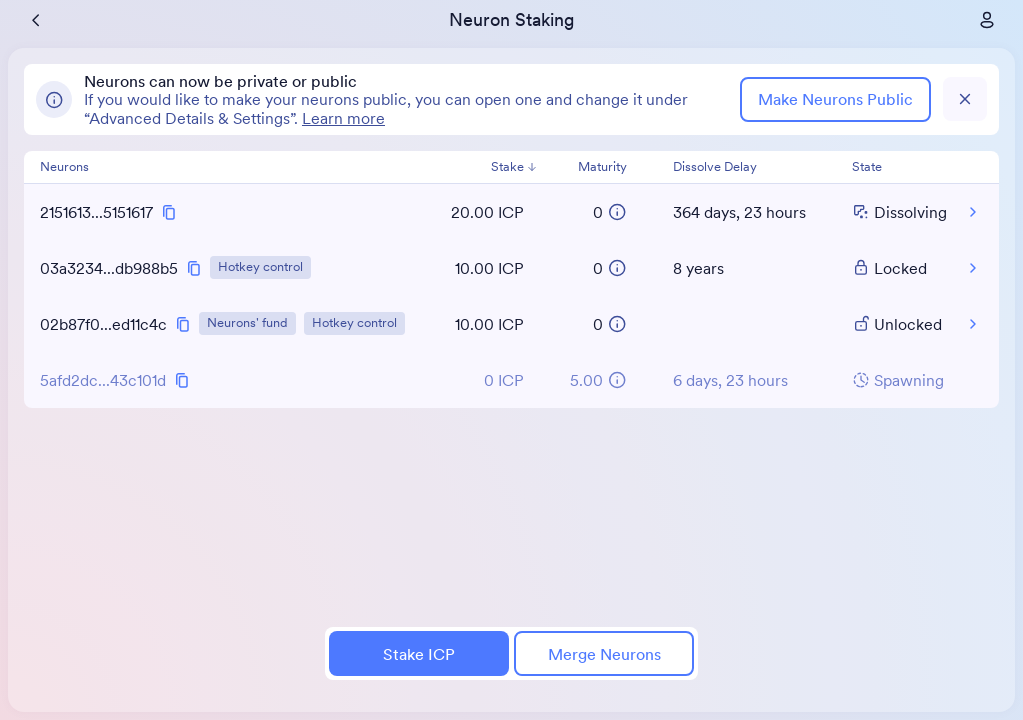 Neuron Staking
Neurons can now be private or public
If you would like to make your neurons public, you can open one and change it under
“Advanced Details & Settings”. Learn more
Make Neurons Public
Neurons Stake Maturity Dissolve Delay State
2151613...5151617 20.00 ICP 0 364 days, 23 hours Dissolving
03a3234...db988b5 Hotkey control 10.00 ICP 0 8 years Locked
02b87f0...ed11c4c Neurons' fund Hotkey control 10.00 ICP 0 Unlocked
5afd2dc...43c101d 0 ICP 5.00 6 days, 23 hours Spawning
Stake ICP Merge Neurons